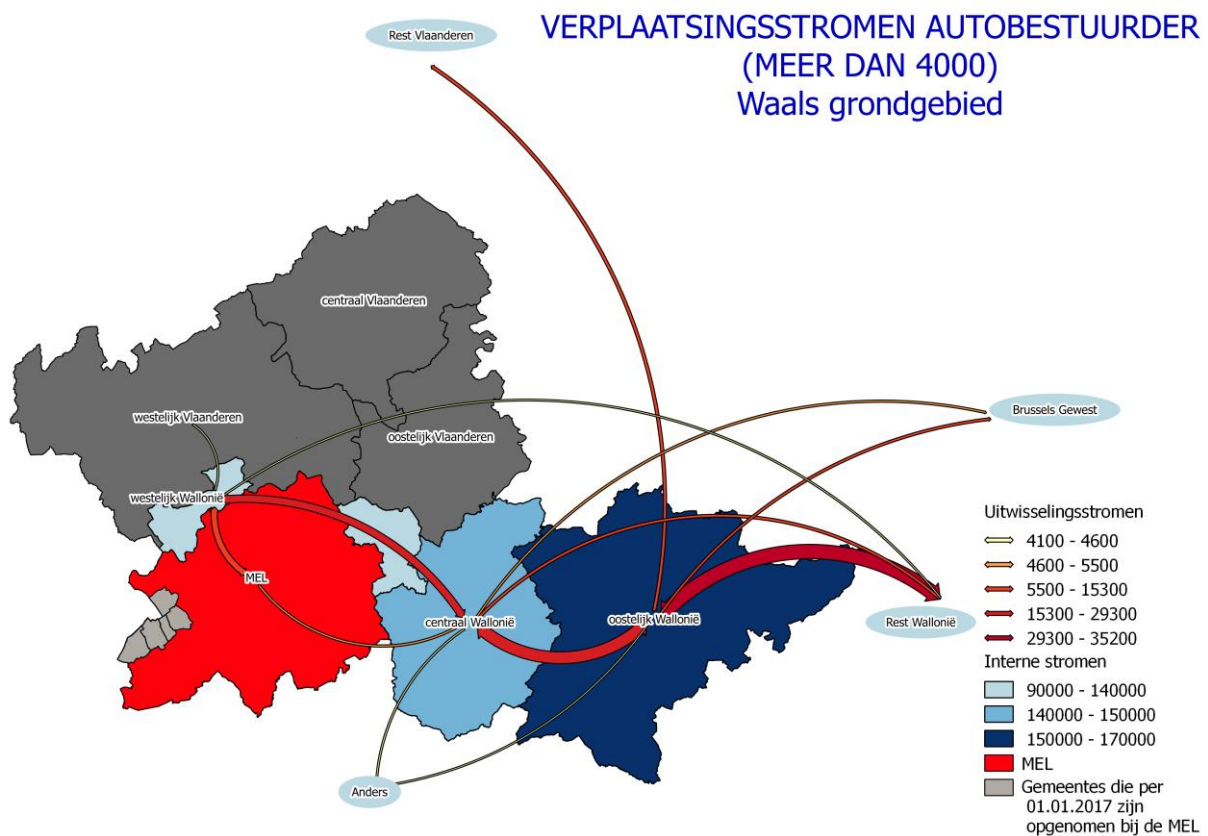 VERPLAATSINGSSTROMEN AUTOBESTUURDER
(MEER DAN 4000)
Waals grondgebied
Rest Vlaanderen
centraal Vlaanderen
westelijk Vlaanderen
oostelijk Vlaanderen
Brussels Gewest
westelijk Wallonië
MEL
centraal Wallonië
oostelijk Wallonië
Rest Wallonië
Anders
Uitwisselingsstromen
4100 - 4600
4600 - 5500
5500 - 15300
15300 - 29300
29300 - 35200
Interne stromen
90000 - 140000
140000 - 150000
150000 - 170000
MEL
Gemeentes die per
01.01.2017 zijn
opgenomen bij de MEL